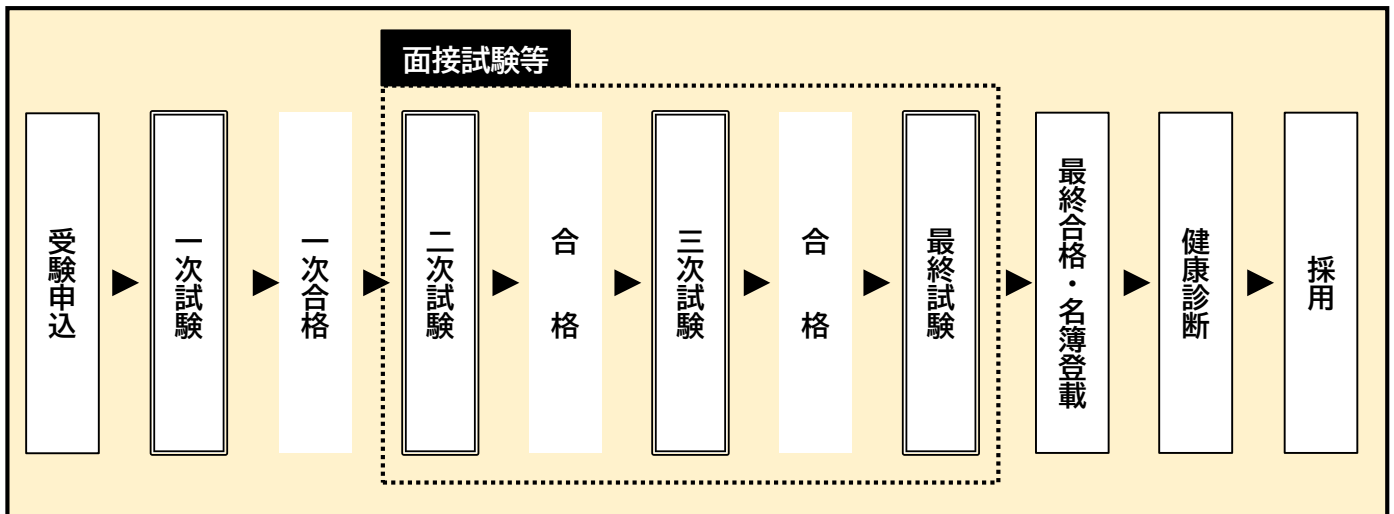 面接試験等
受験申込
一次試験
一次合格
二次試験
合格
三次試験
合格
最終試験
最終合格・名簿登載
健康診断
採用